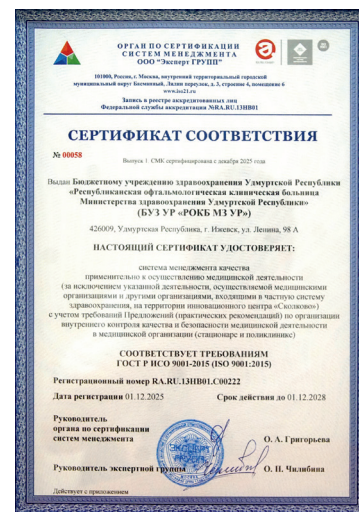 ОРГАН ПО СЕРТИФИКАЦИИ
СИСТЕМ МЕНЕДЖМЕНТА
ООО "Эксперт ГРУПП"
101000, Россия, г. Москва, внутренний территориальный городской
муниципальный округ Басманный, Лялин переулок, д. 3, строение 4, помещение 6
www.iso21.ru
Запись в реестре аккредитованных лиц
Федеральной службы аккредитации №RA.RU.13НВ01
СЕРТИФИКАТ СООТВЕТСТВИЯ
№ 00058
Выпуск 1. СМК сертифицирована с декабря 2025 года
Выдан Бюджетному учреждению здравоохранения Удмуртской Республики
«Республиканская офтальмологическая клиническая больница
Министерства здравоохранения Удмуртской Республики»
(БУЗ УР «РОКБ МЗ УР»)
426009, Удмуртская Республика, г. Ижевск, ул. Ленина, 98 А
НАСТОЯЩИЙ СЕРТИФИКАТ УДОСТОВЕРЯЕТ:
система менеджмента качества
применительно к осуществлению медицинской деятельности
(за исключением указанной деятельности, осуществляемой медицинскими
организациями и другими организациями, входящими в частную систему
здравоохранения, на территории инновационного центра «Сколково»)
с учетом требований Предложений (практических рекомендаций) по организации
внутреннего контроля качества и безопасности медицинской деятельности
в медицинской организации (стационаре и поликлинике)
СООТВЕТСТВУЕТ ТРЕБОВАНИЯМ
ГОСТ Р ИСО 9001-2015 (ISO 9001:2015)
Регистрационный номер RA.RU.13НВ01.С00222
Дата регистрации 01.12.2025 Срок действия до 01.12.2028
Руководитель
органа по сертификации
систем менеджмента О. А. Григорьева
Руководитель экспертной группы О. П. Чилибина
Действует с приложением